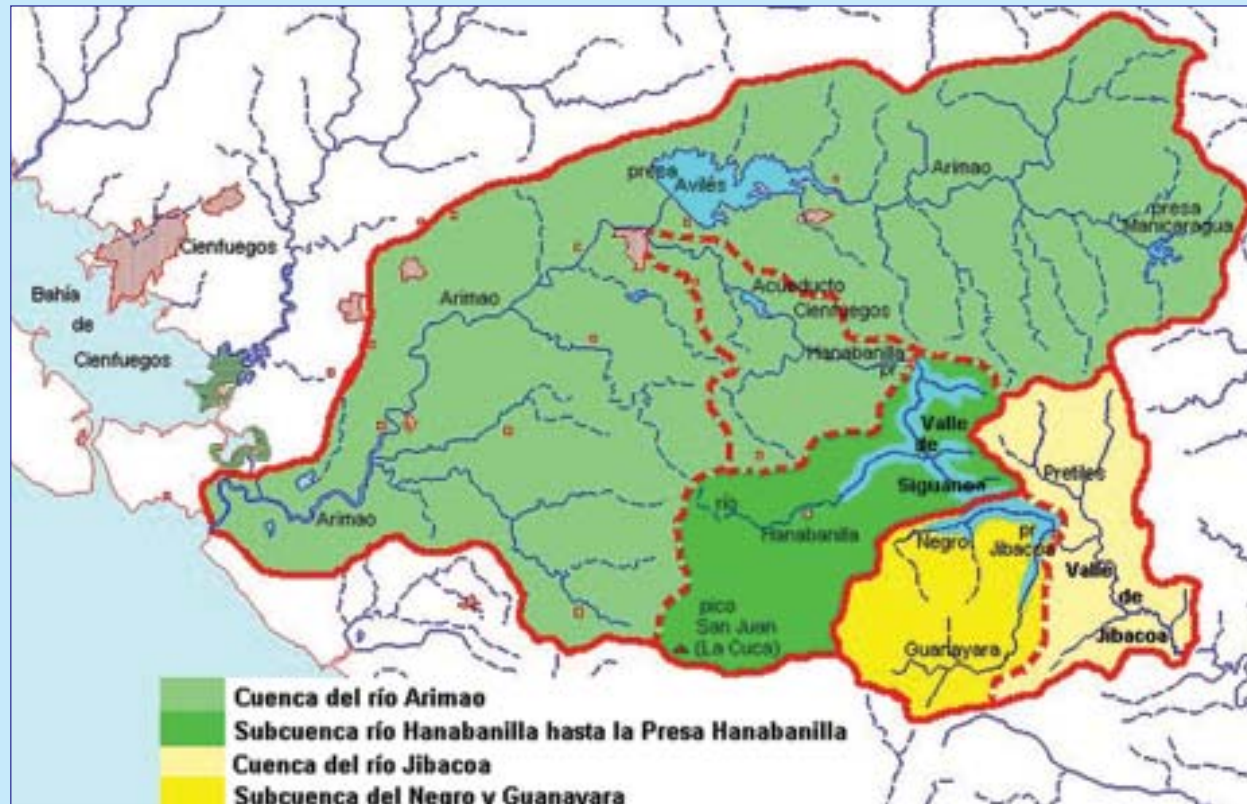 presa
Avilés
Arimao
presa
Manicaragua
Cienfuegos
Bahía
de
Cienfuegos
Arimao
Acueducto
Cienfuegos
Hanabanilla
pr.
Valle
de
Siguanea
Pretiles
Arimao
río
Hanabanilla
Negro
pr.
Jibacoa
Valle
de
Jibacoa
pico
San Juan
(La Cuca)
Guanayara
Cuenca del río Arimao
Subcuenca río Hanabanilla hasta la Presa Hanabanilla
Cuenca del río Jibacoa
Subcuenca del Negro y Guanayara